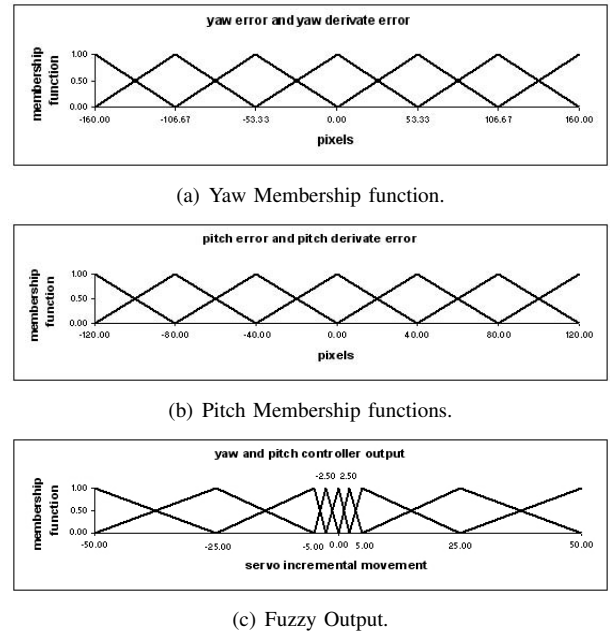 yaw error and yaw derivate error
membership
function
1.00
0.50
0.00
-160.00 -106.67 -53.33 0.00 53.33 106.67 160.00
pixels
(a) Yaw Membership function.
pitch error and pitch derivate error
membership
function
1.00
0.50
0.00
-120.00 -80.00 -40.00 0.00 40.00 80.00 120.00
pixels
(b) Pitch Membership functions.
yaw and pitch controller output
-2.50 2.50
membership
function
1.00
0.50
0.00
-50.00 -25.00 -5.00 0.00 5.00 25.00 50.00
servo incremental movement
(c) Fuzzy Output.